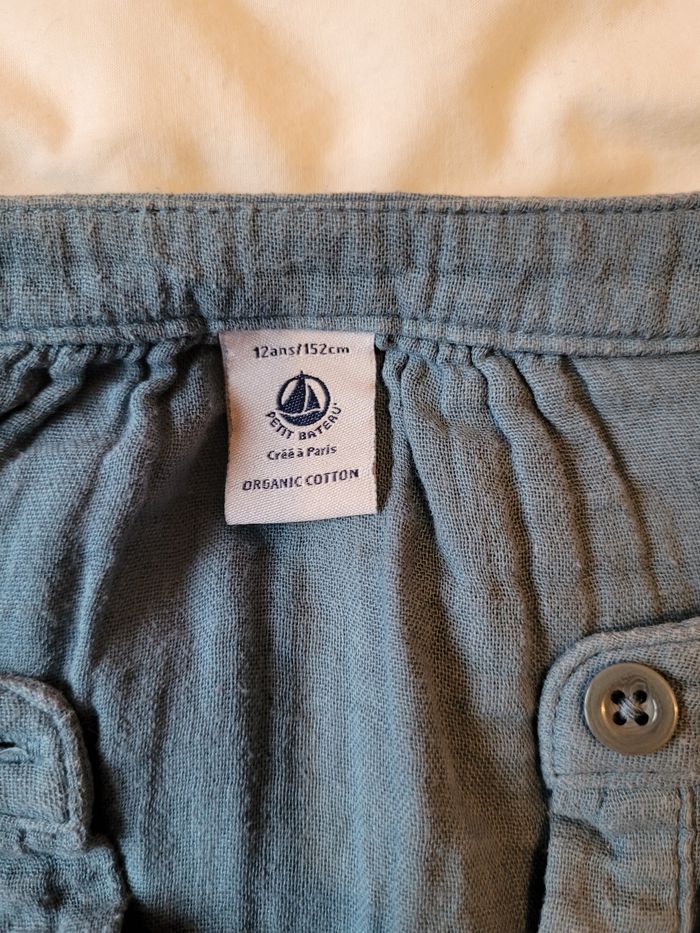 12ans/152cm
PETIT BATEAU
Créé à Paris
ORGANIC COTTON